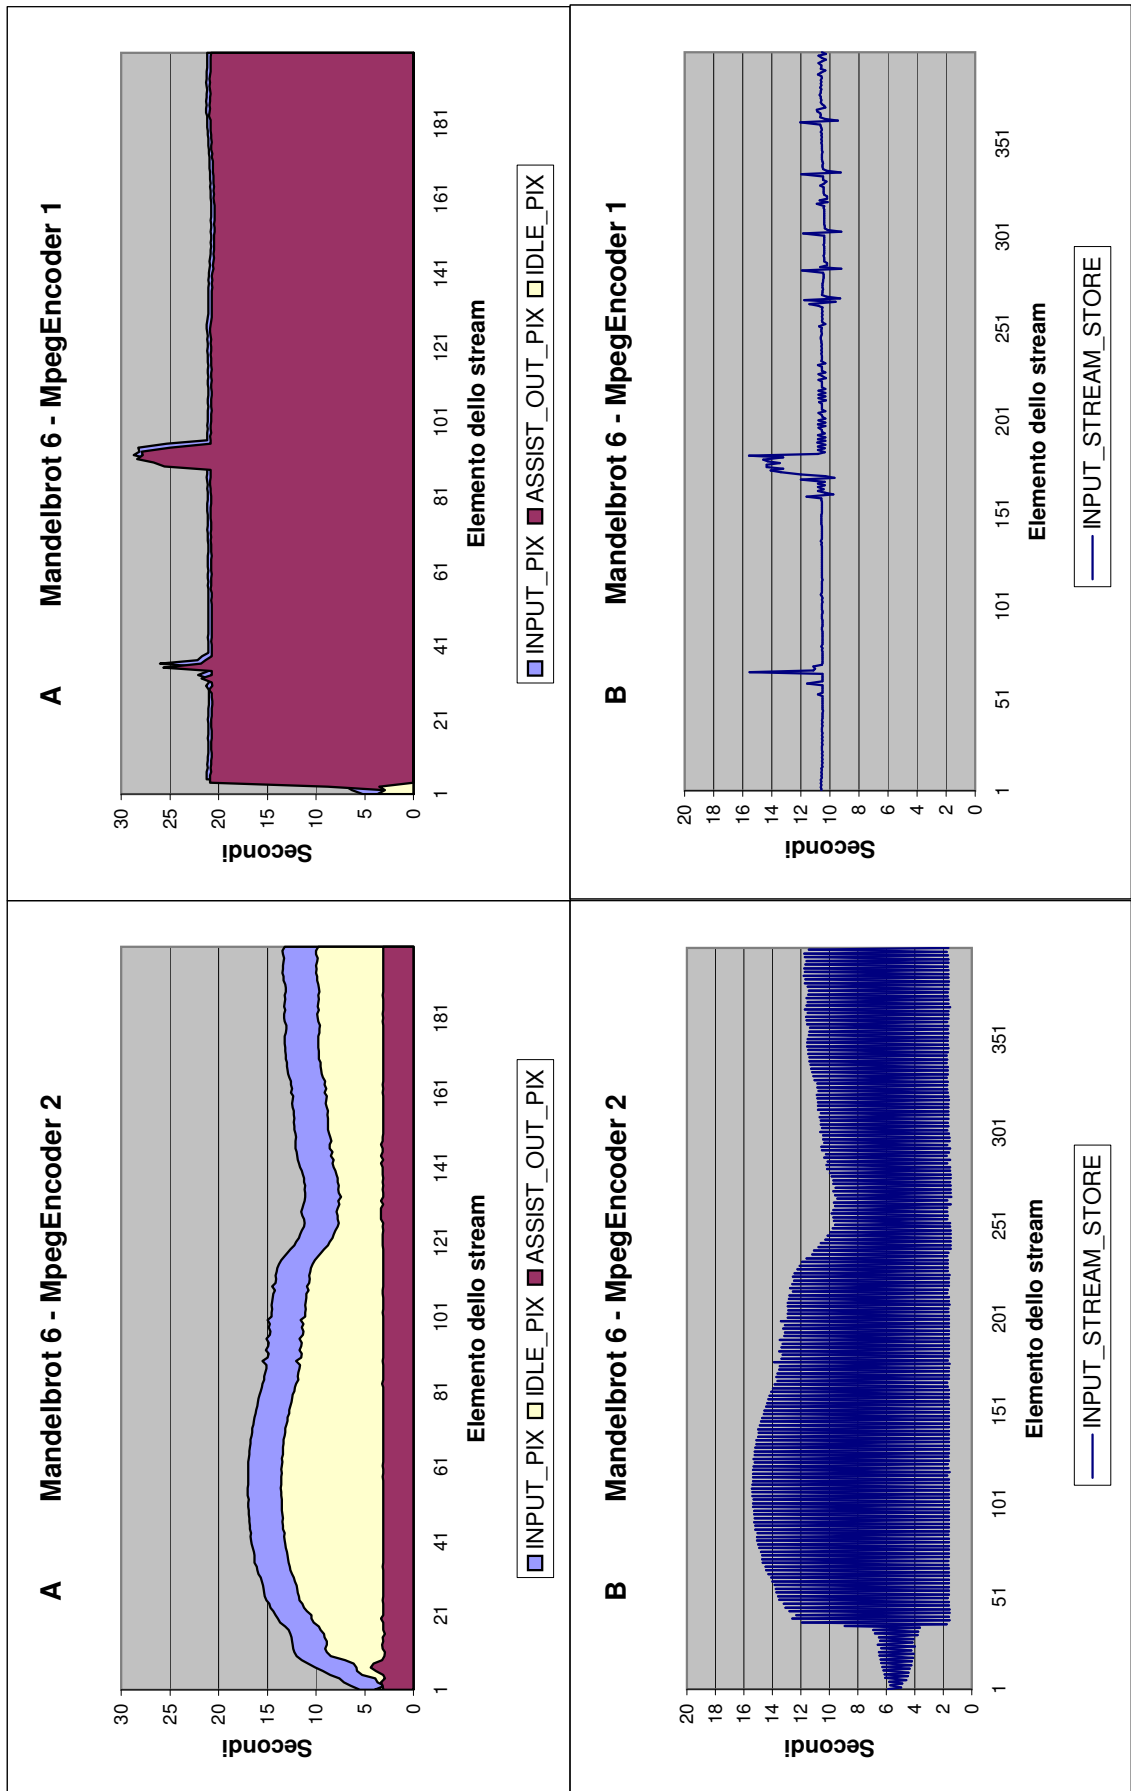 A Mandelbrot 6 - MpegEncoder 2
30
25
20
15
10
5
0
Secondi
1 21 41 61 81 101 121 141 161 181
Elemento dello stream
INPUT_PIX IDLE_PIX ASSIST_OUT_PIX
A Mandelbrot 6 - MpegEncoder 1
30
25
20
15
10
5
0
Secondi
1 21 41 61 81 101 121 141 161 181
Elemento dello stream
INPUT_PIX ASSIST_OUT_PIX IDLE_PIX
B Mandelbrot 6 - MpegEncoder 2
20
18
16
14
12
10
8
6
4
2
0
Secondi
1 51 101 151 201 251 301 351
Elemento dello stream
INPUT_STREAM_STORE
B Mandelbrot 6 - MpegEncoder 1
20
18
16
14
12
10
8
6
4
2
0
Secondi
1 51 101 151 201 251 301 351
Elemento dello stream
INPUT_STREAM_STORE